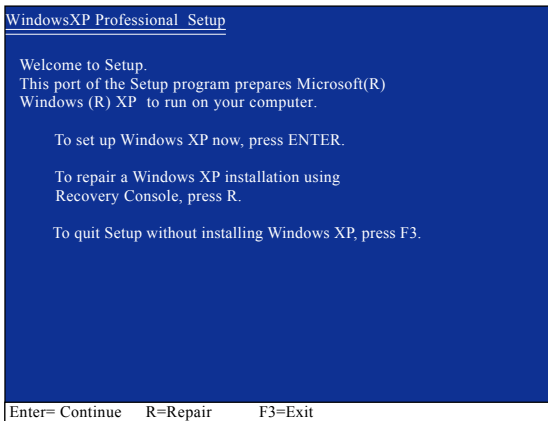 WindowsXP Professional  Setup
Welcome to Setup.
This port of the Setup program prepares Microsoft(R)
Windows (R) XP  to run on your computer.
To set up Windows XP now, press ENTER.
To repair a Windows XP installation using
Recovery Console, press R.
To quit Setup without installing Windows XP, press F3.
Enter= Continue    R=Repair    F3=Exit